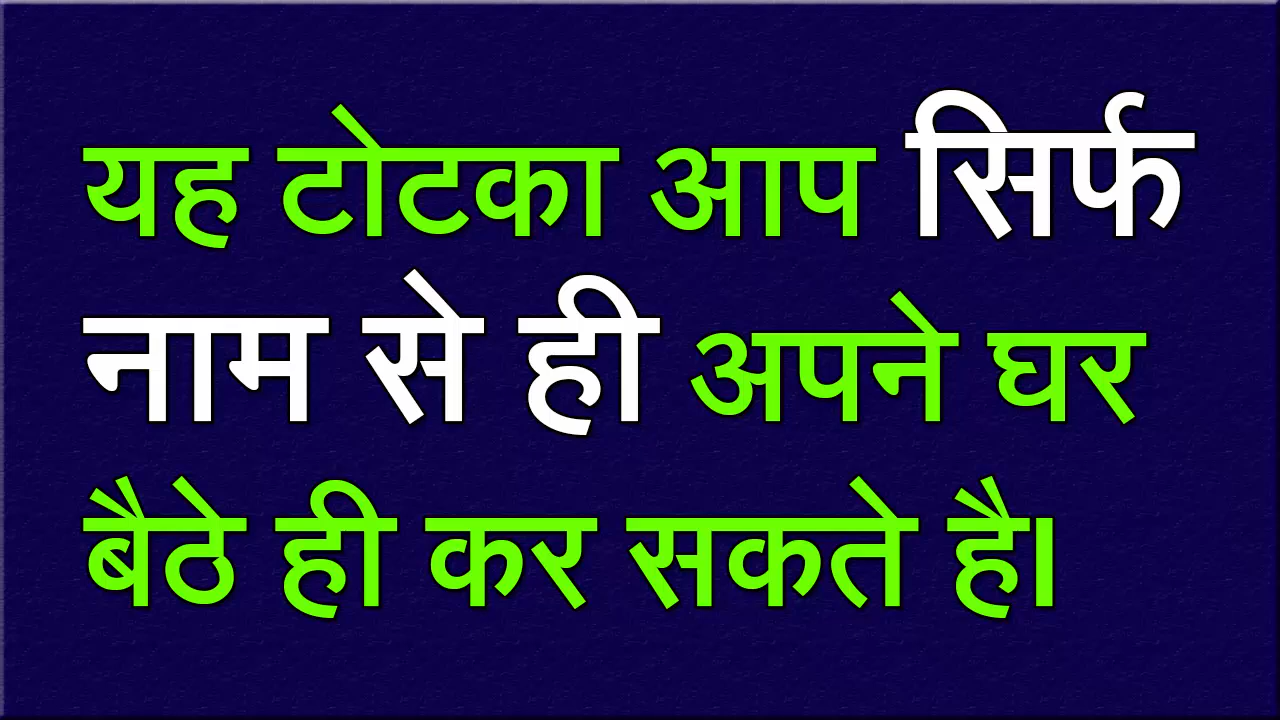 यह टोटका आप सिर्फ
नाम से ही अपने घर
बैठे ही कर सकते है।